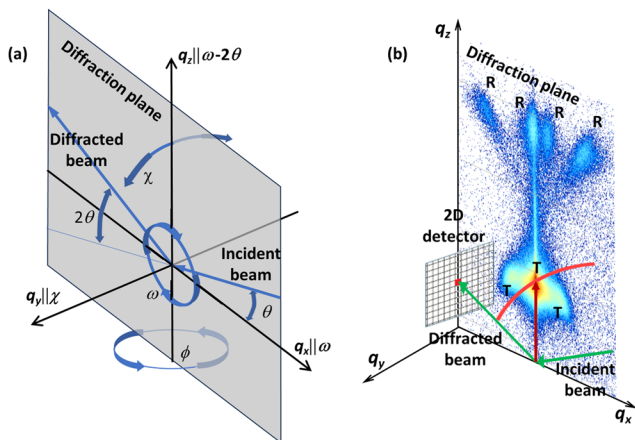 (a)
q_z||ω-2θ
Diffraction plane
Diffracted
beam
χ
2θ
Incident
beam
ω
θ
q_y||χ
q_x||ω
ϕ
(b)
q_z
Diffraction plane
R
R
R
R
2D
detector
T
T
T
q_y
Diffracted
beam
Incident
beam
q_x